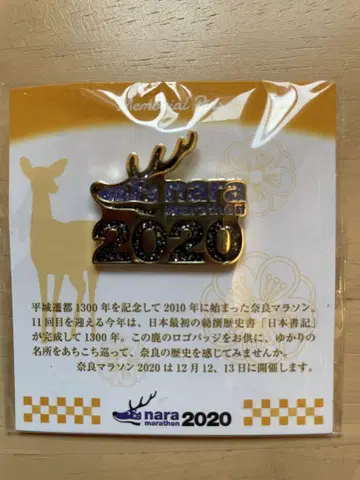 Memorial Pins
nara
marathon
2020
平城遷都1300年を記念して2010年に始まった奈良マラソン。
11回目を迎える今年は、日本最初の勅撰歴史書「日本書記」
が完成して1300年。この鹿のロゴバッジをお供に、ゆかりの
名所をあちこち巡って、奈良の歴史を感じてみませんか。
奈良マラソン2020は12月12、13日に開催します。
nara
marathon 2020